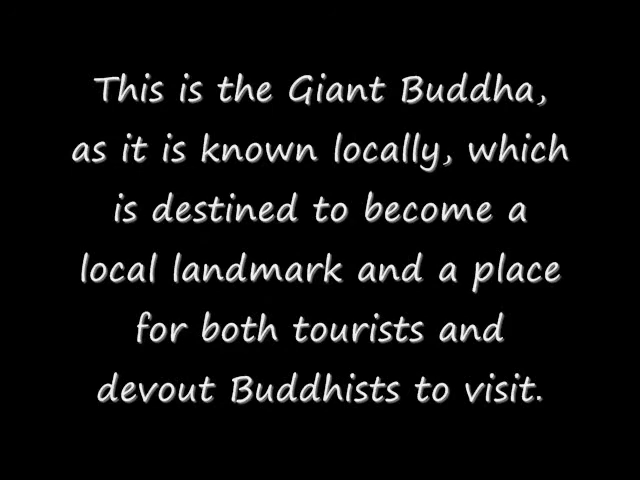 This is the Giant Buddha,
as it is known locally, which
is destined to become a
local landmark and a place
for both tourists and
devout Buddhists to visit.